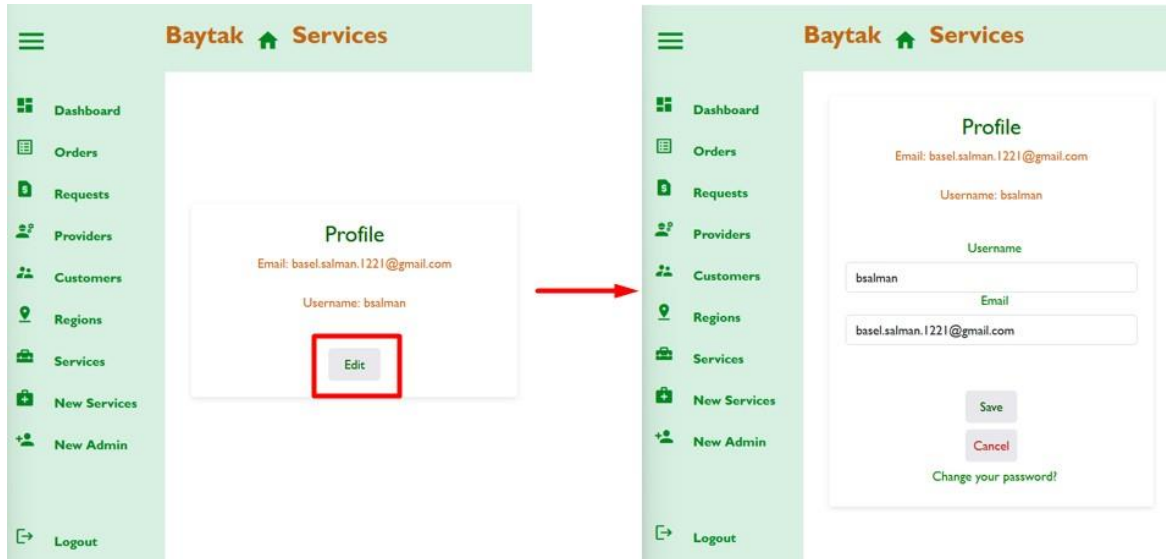 Baytak Services
Dashboard
Orders
Requests
Providers
Customers
Regions
Services
New Services
New Admin
Logout
Profile
Email: basel.salman.1221@gmail.com
Username: bsalman
Edit
Baytak Services
Dashboard
Orders
Requests
Providers
Customers
Regions
Services
New Services
New Admin
Logout
Profile
Email: basel.salman.1221@gmail.com
Username: bsalman
Username
bsalman
Email
basel.salman.1221@gmail.com
Save
Cancel
Change your password?